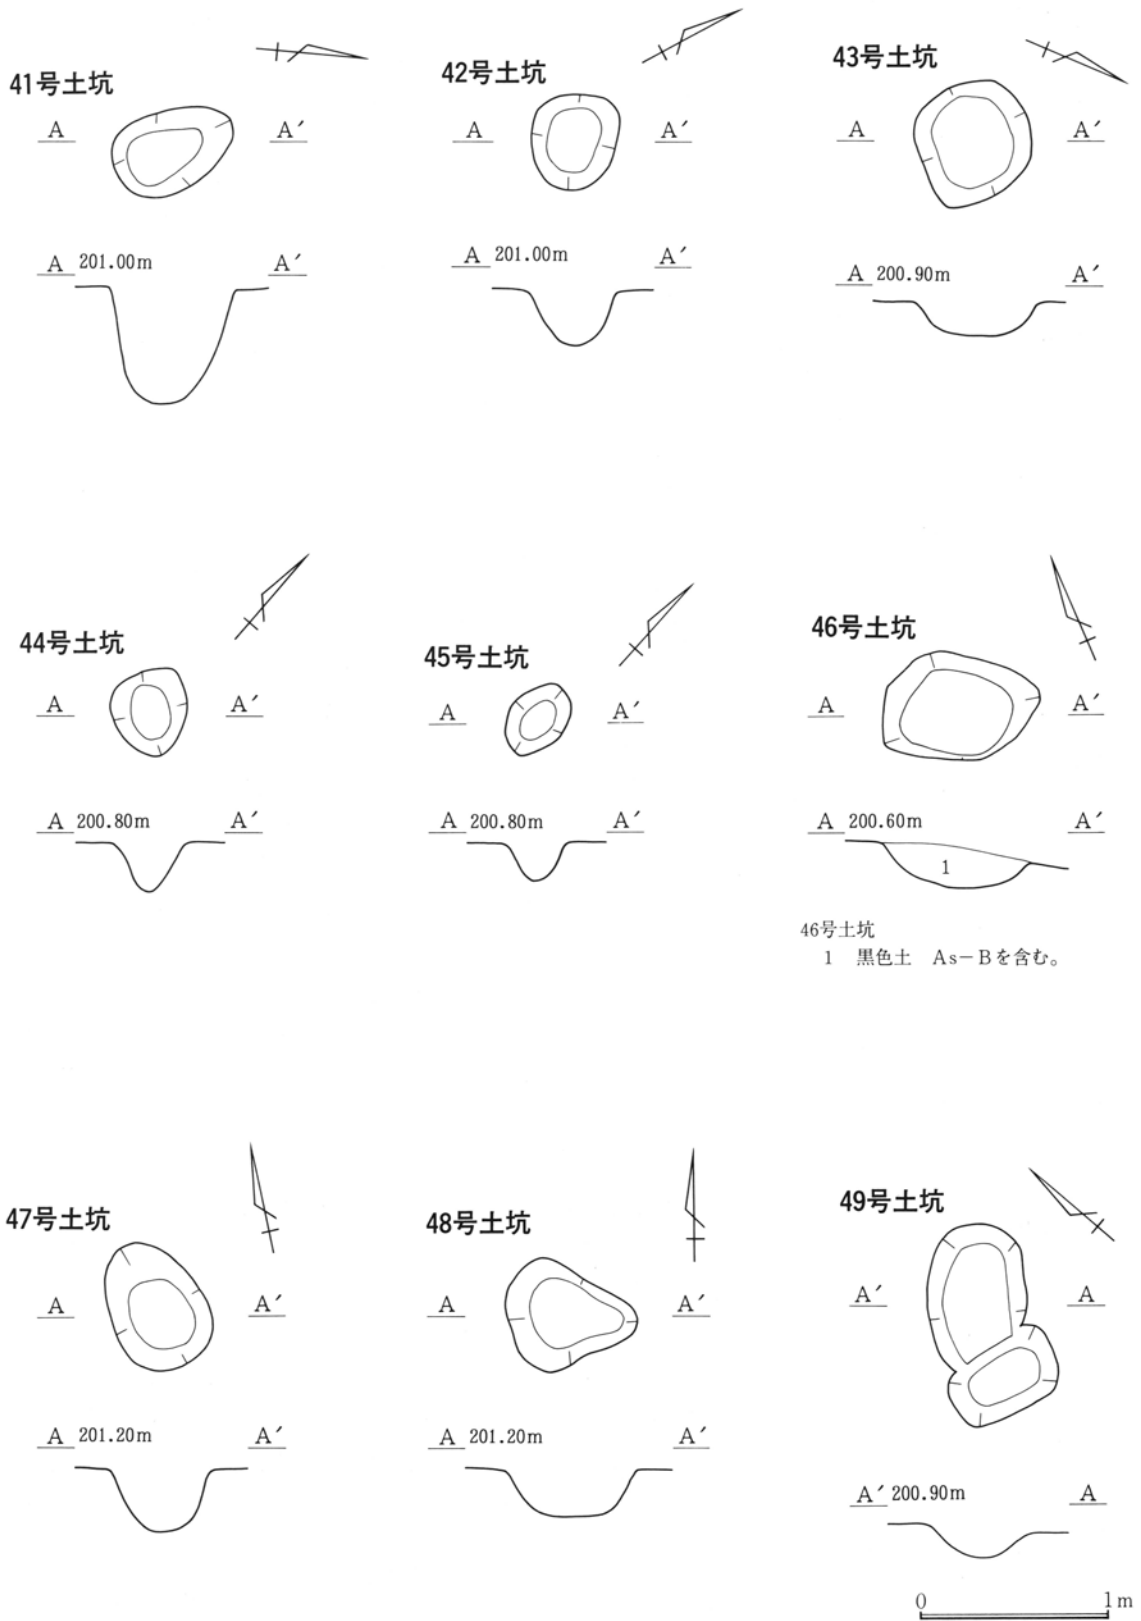 41号土坑
A A′
A 201.00m A′
42号土坑
A A′
A 201.00m A′
43号土坑
A A′
A 200.90m A′
44号土坑
A A′
A 200.80m A′
45号土坑
A A′
A 200.80m A′
46号土坑
A A′
A 200.60m A′
1
46号土坑
1 黒色土 As-Bを含む。
47号土坑
A A′
A 201.20m A′
48号土坑
A A′
A 201.20m A′
49号土坑
A′ A
A′ 200.90m A
0 1m